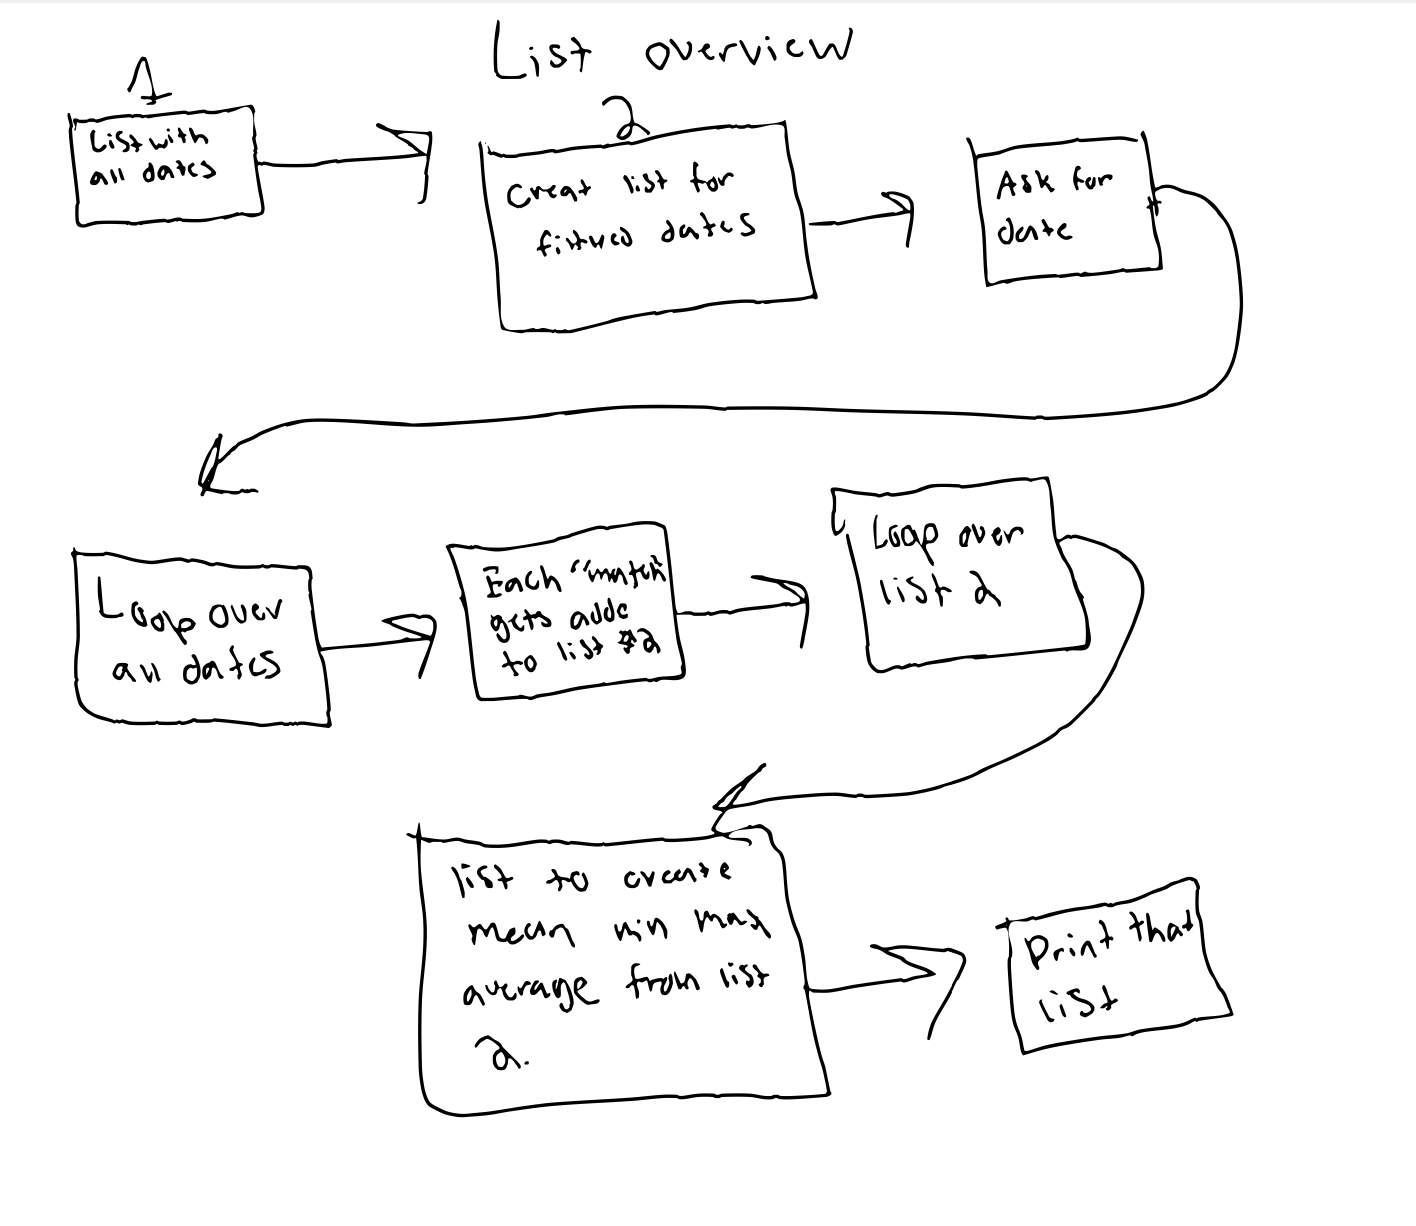 List overview
1
List with
all dates
2
Creat list for
dates
Ask for
date
Loop over
all dates
Each "match"
gets adde
to list #2
Loop over
list 2
list to create
mean min max
average from list
2.
Print that
list